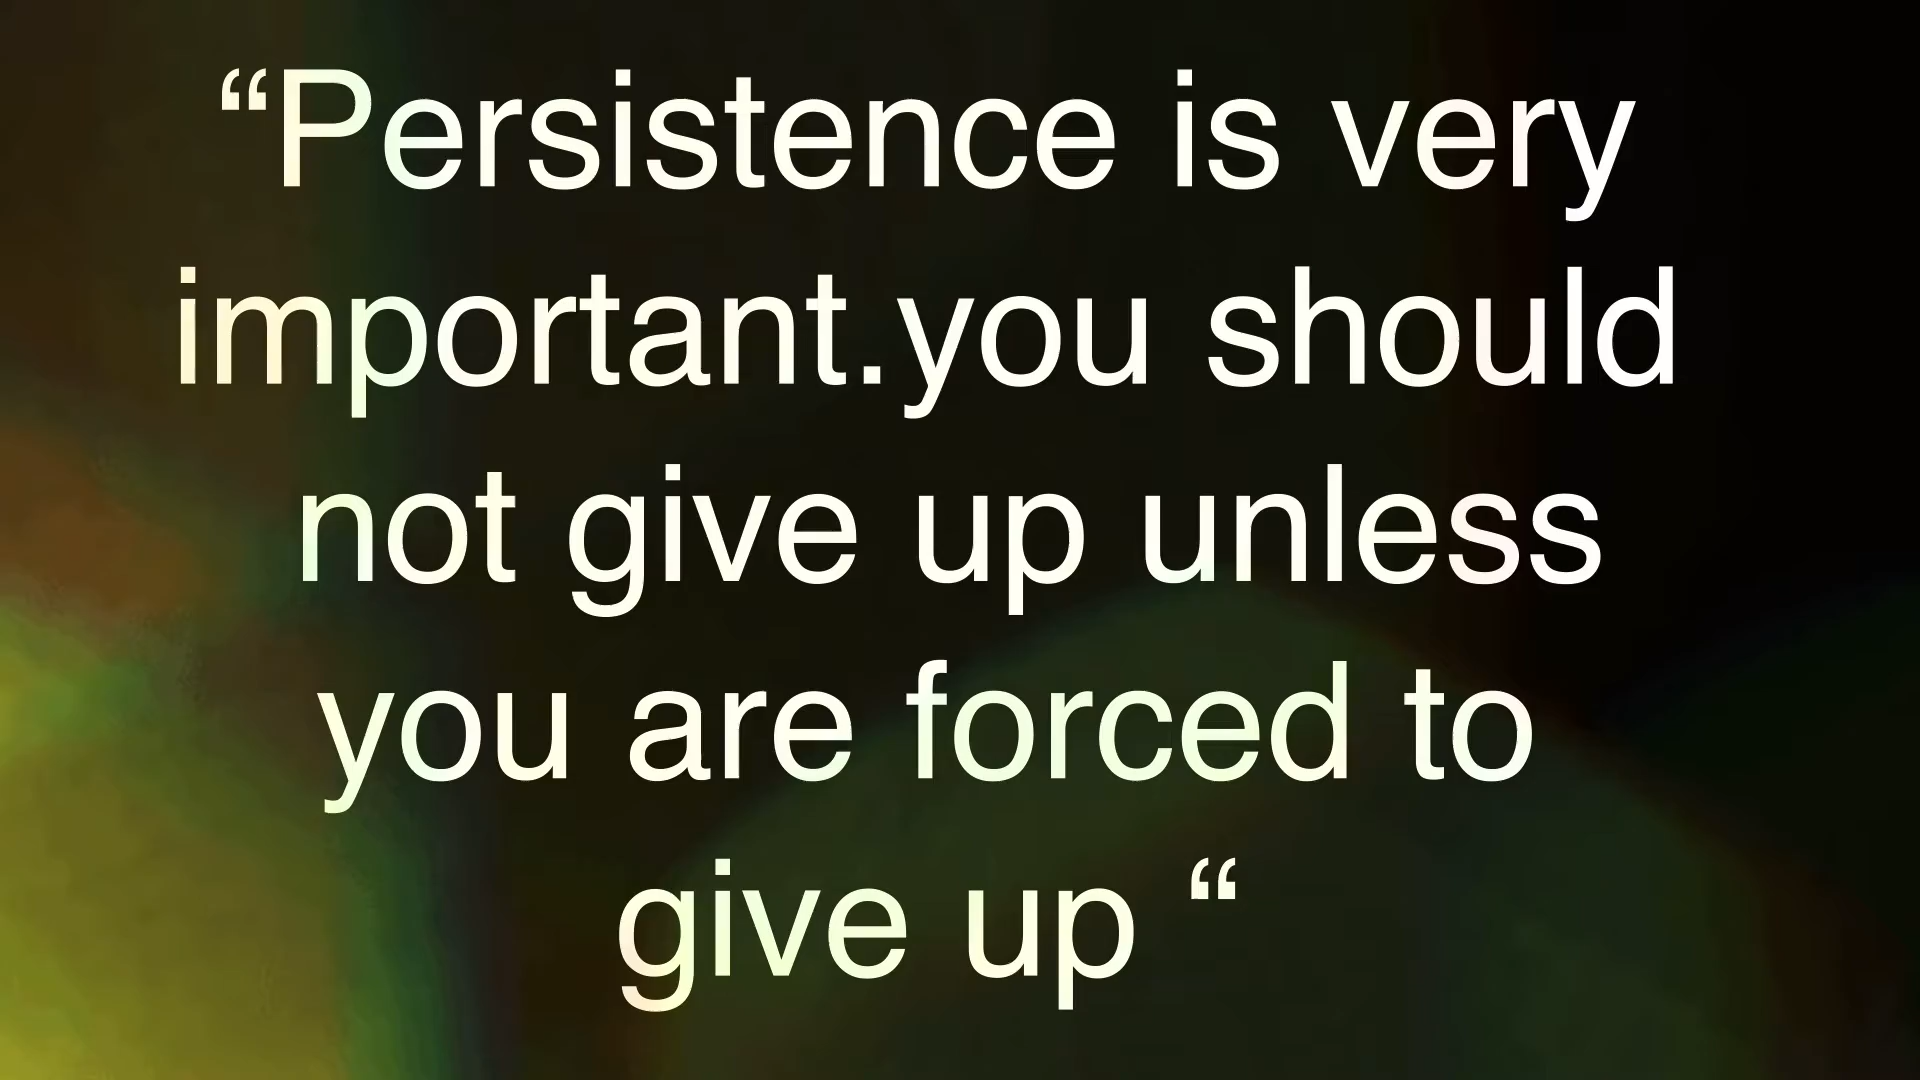 “Persistence is very
important.you should
not give up unless
you are forced to
give up “